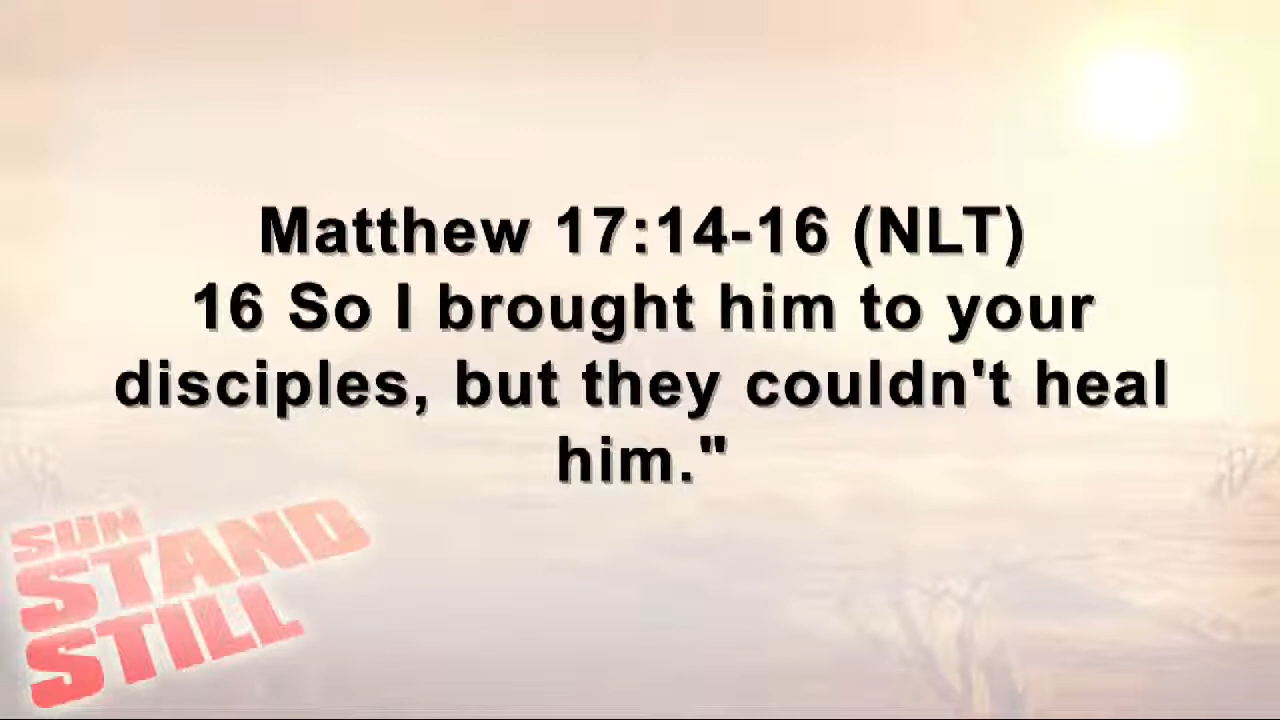 Matthew 17:14-16 (NLT)
16 So I brought him to your
disciples, but they couldn't heal
him."
SUN
STAND
STILL